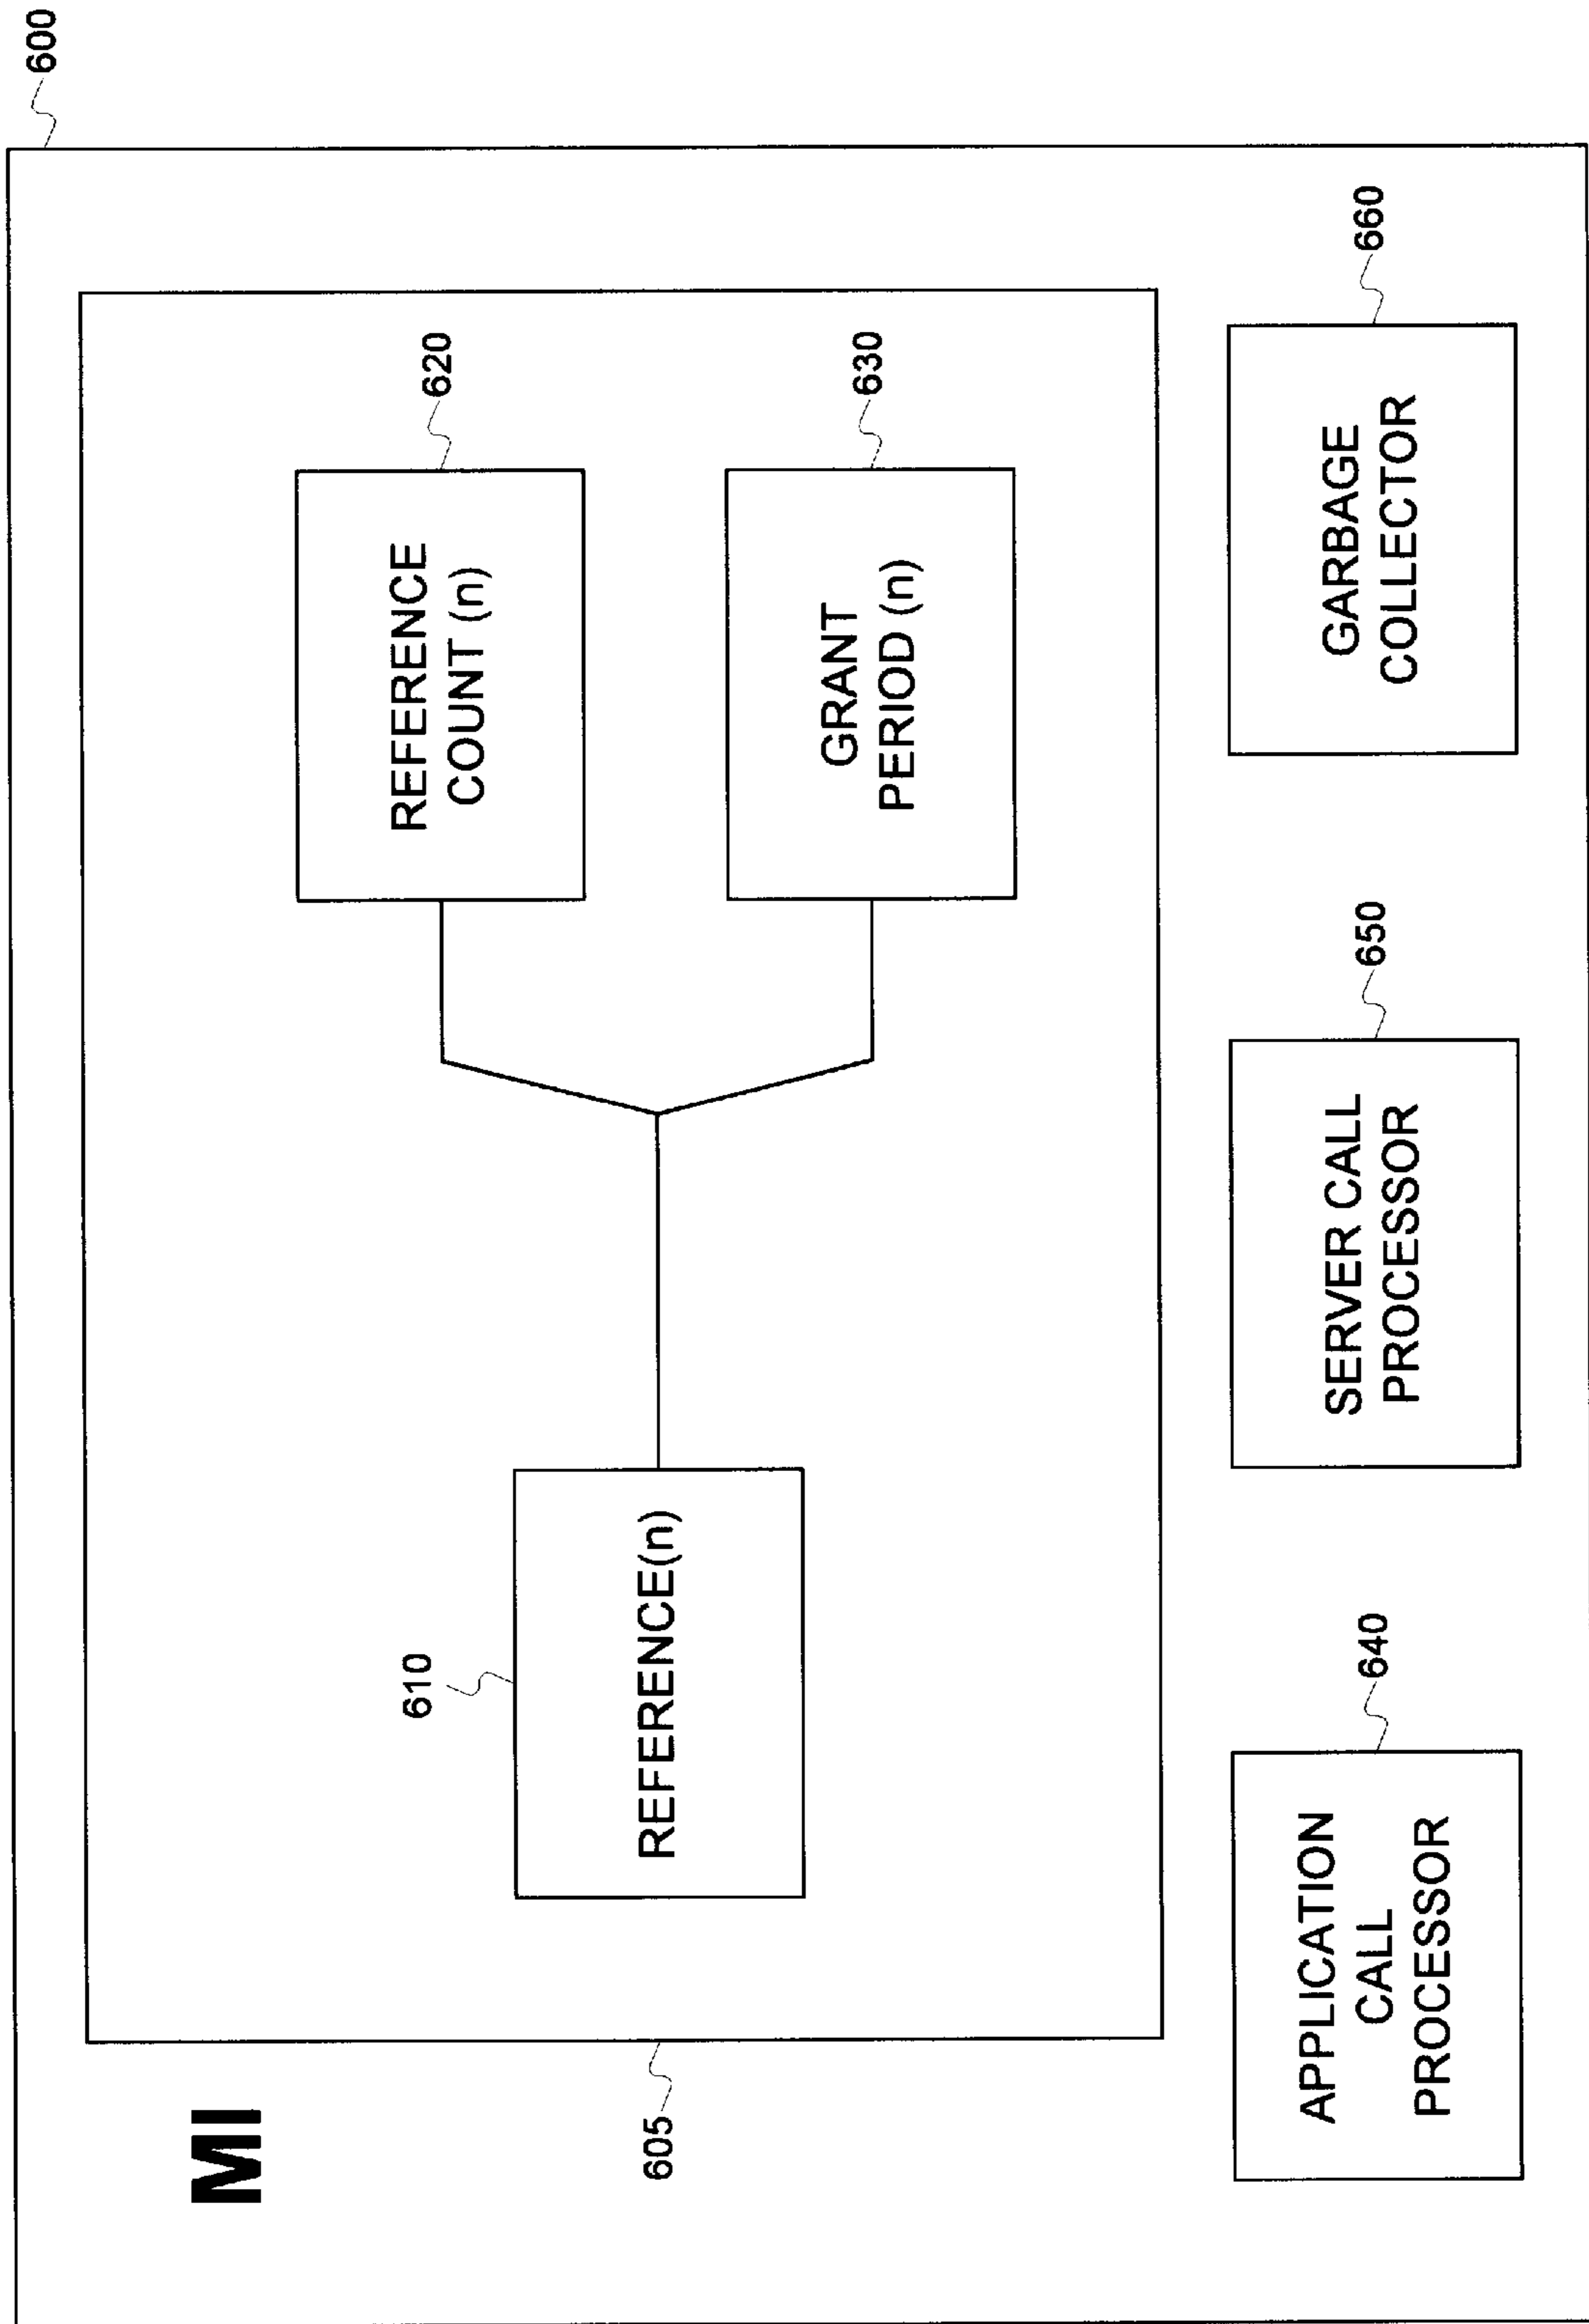 600
MI
605
610
REFERENCE(n)
620
REFERENCE
COUNT (n)
630
GRANT
PERIOD (n)
640
APPLICATION
CALL
PROCESSOR
650
SERVER CALL
PROCESSOR
660
GARBAGE
COLLECTOR